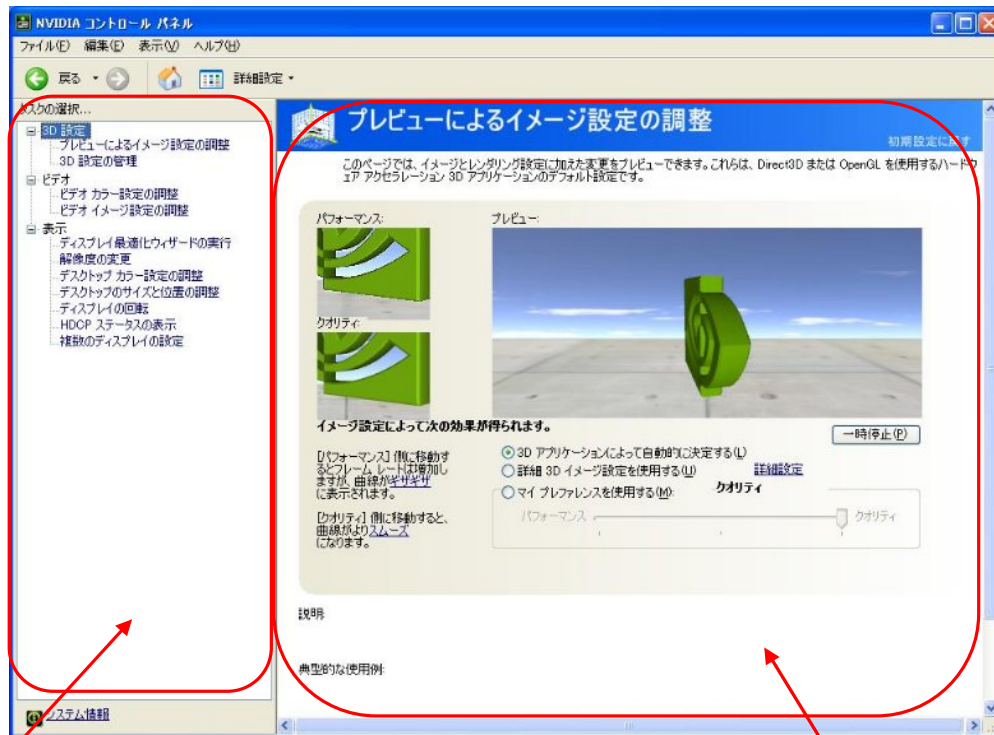 NVIDIA コントロール パネル
ファイル(F) 編集(E) 表示(V) ヘルプ(H)
戻る 詳細設定
タスクの選択...
3D 設定
プレビューによるイメージ設定の調整
3D 設定の管理
ビデオ
ビデオ カラー設定の調整
ビデオ イメージ設定の調整
表示
ディスプレイ最適化ウィザードの実行
解像度の変更
デスクトップ カラー設定の調整
デスクトップのサイズと位置の調整
ディスプレイの回転
HDCP ステータスの表示
複数のディスプレイの設定
システム情報
プレビューによるイメージ設定の調整
初期設定に戻す
このページでは、イメージとレンダリング設定に加えた変更をプレビューできます。これらは、Direct3D または OpenGL を使用するハードウ
ェア アクセラレーション 3D アプリケーションのデフォルト設定です。
パフォーマンス:
プレビュー:
クオリティ:
イメージ設定によって次の効果が得られます。
一時停止(P)
[パフォーマンス] 側に移動す
るとフレーム レートは増加し
ますが、曲線がギザギザ
に表示されます。
[クオリティ] 側に移動すると、
曲線がよりスムーズ
になります。
3D アプリケーションによって自動的に決定する(L)
詳細 3D イメージ設定を使用する(U) 詳細設定
マイ プレファレンスを使用する(M): クオリティ
パフォーマンス クオリティ
説明:
典型的な使用例: